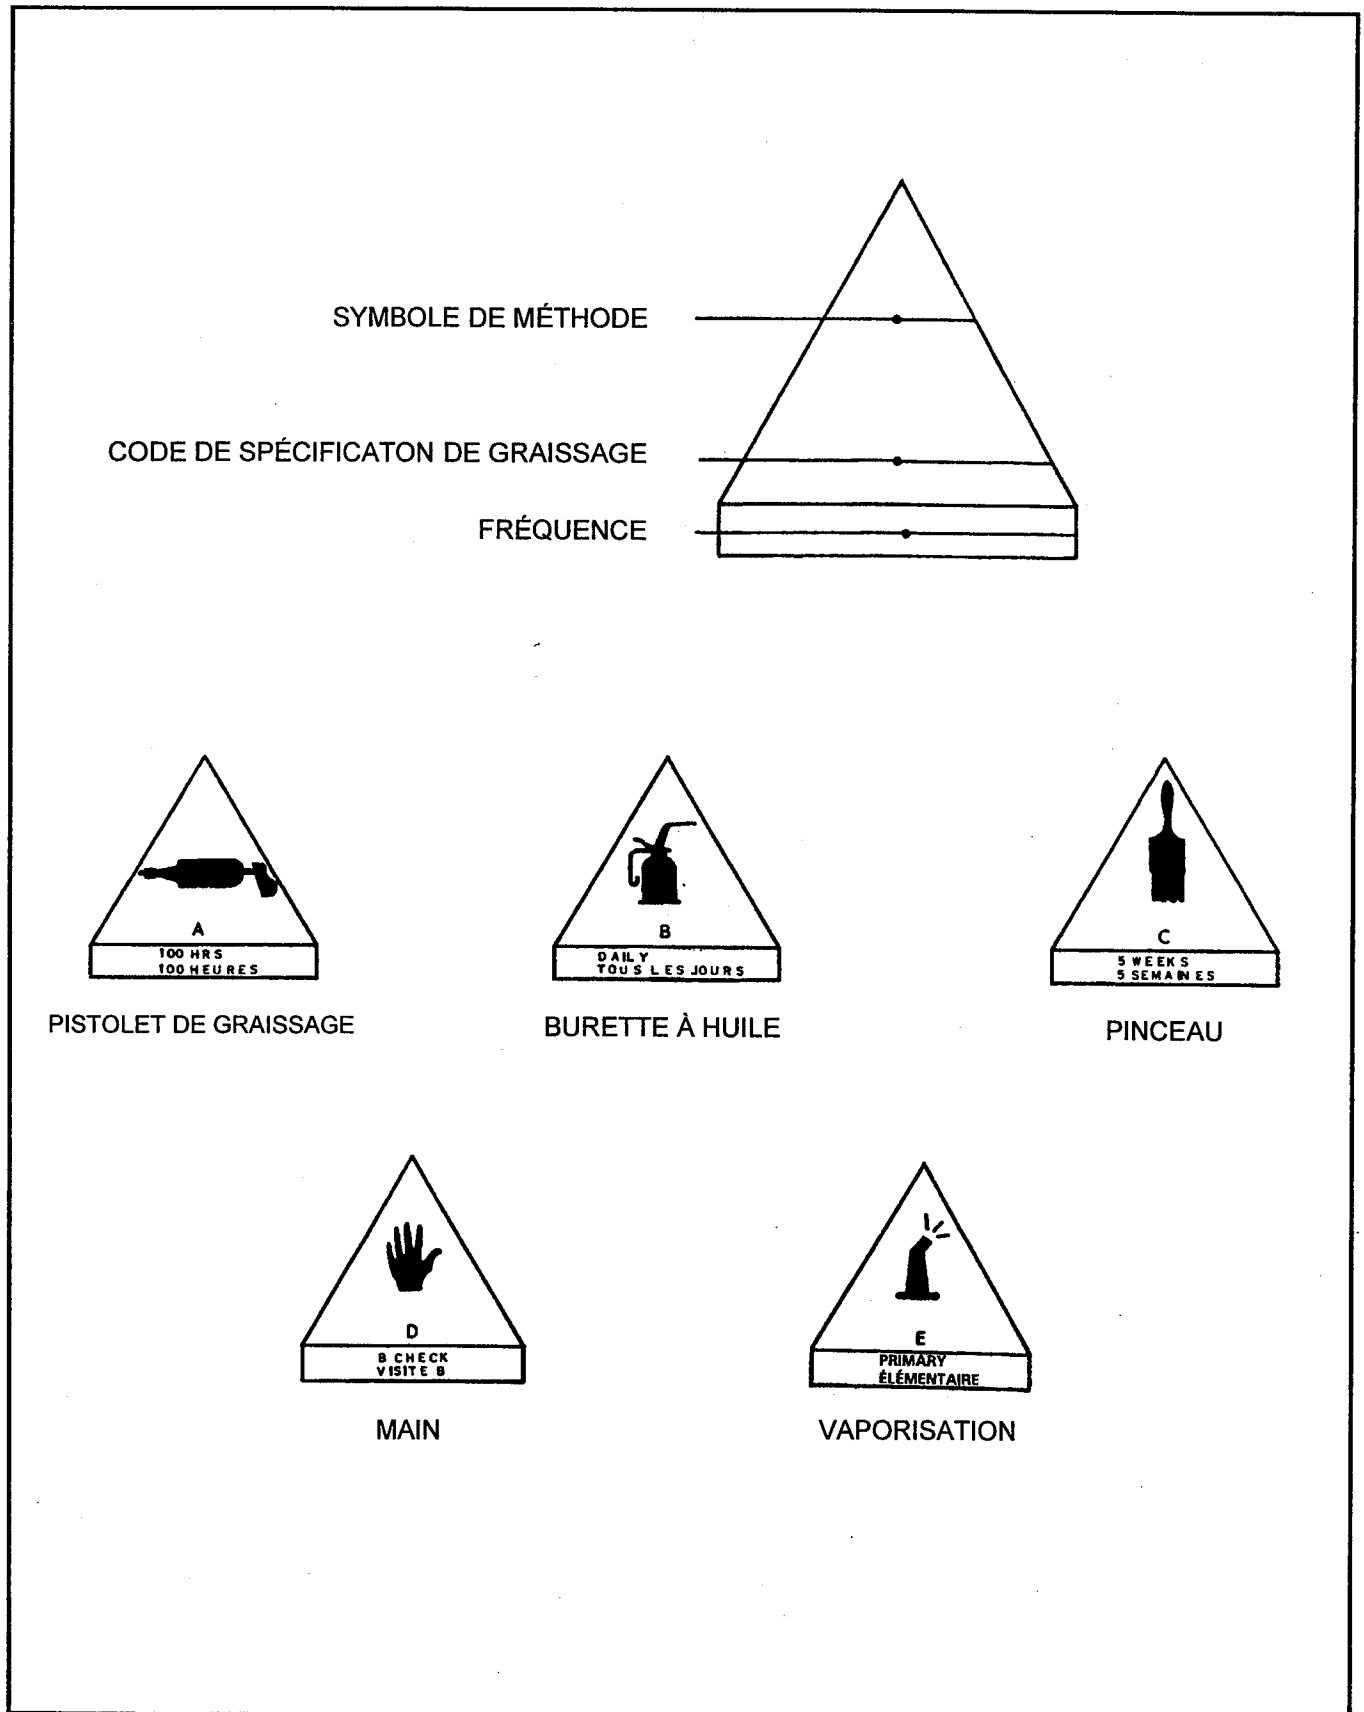 SYMBOLE DE MÉTHODE
CODE DE SPÉCIFICATON DE GRAISSAGE
FRÉQUENCE
A
100 HRS
100 HEURES
PISTOLET DE GRAISSAGE
B
DAILY
TOUS LES JOURS
BURETTE À HUILE
C
5 WEEKS
5 SEMAINES
PINCEAU
D
B CHECK
VISITE B
MAIN
E
PRIMARY
ÉLÉMENTAIRE
VAPORISATION